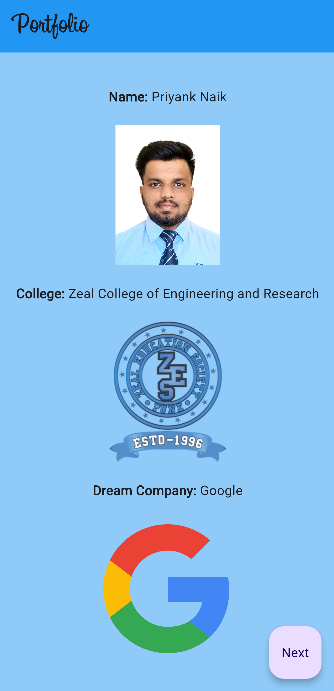 Portfolio
Name: Priyank Naik
College: Zeal College of Engineering and Research
ZEAL EDUCATION SOCIETY
ZES
PUNE
ESTD-1996
Dream Company: Google
G
Next